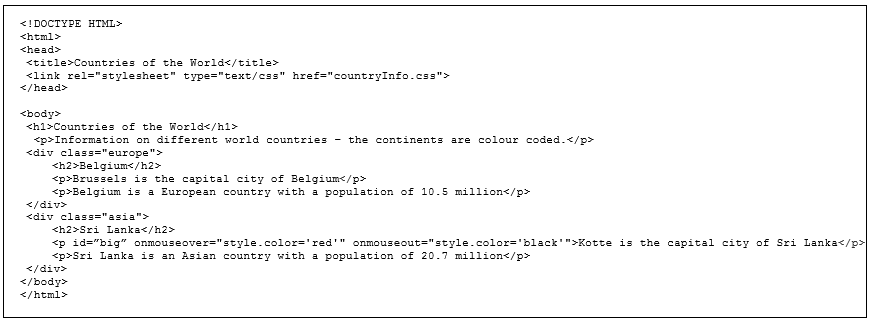 <!DOCTYPE HTML>
<html>
<head>
<title>Countries of the World</title>
<link rel="stylesheet" type="text/css" href="countryInfo.css">
</head>
<body>
<h1>Countries of the World</h1>
<p>Information on different world countries – the continents are colour coded.</p>
<div class="europe">
<h2>Belgium</h2>
<p>Brussels is the capital city of Belgium</p>
<p>Belgium is a European country with a population of 10.5 million</p>
</div>
<div class="asia">
<h2>Sri Lanka</h2>
<p id=”big” onmouseover="style.color='red'" onmouseout="style.color='black'">Kotte is the capital city of Sri Lanka</p>
<p>Sri Lanka is an Asian country with a population of 20.7 million</p>
</div>
</body>
</html>